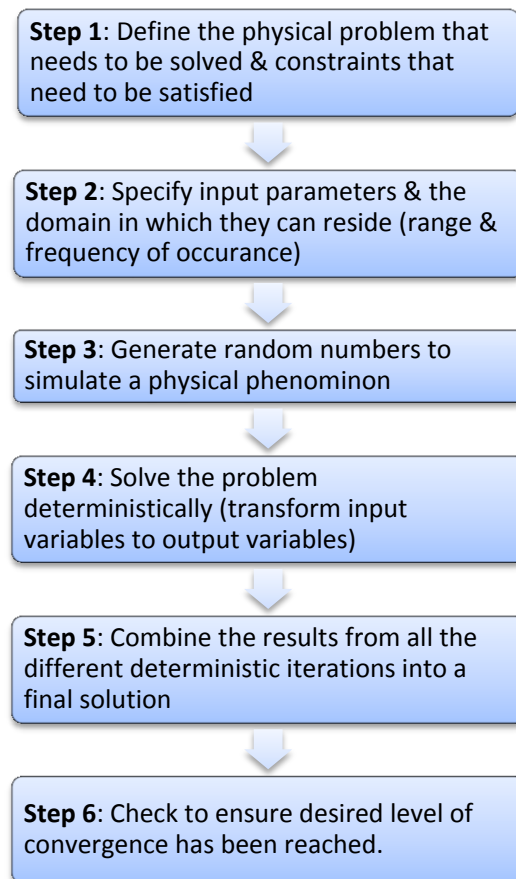 Step 1: Define the physical problem that
needs to be solved & constraints that
need to be satisfied
Step 2: Specify input parameters & the
domain in which they can reside (range &
frequency of occurance)
Step 3: Generate random numbers to
simulate a physical phenominon
Step 4: Solve the problem
deterministically (transform input
variables to output variables)
Step 5: Combine the results from all the
different deterministic iterations into a
final solution
Step 6: Check to ensure desired level of
convergence has been reached.